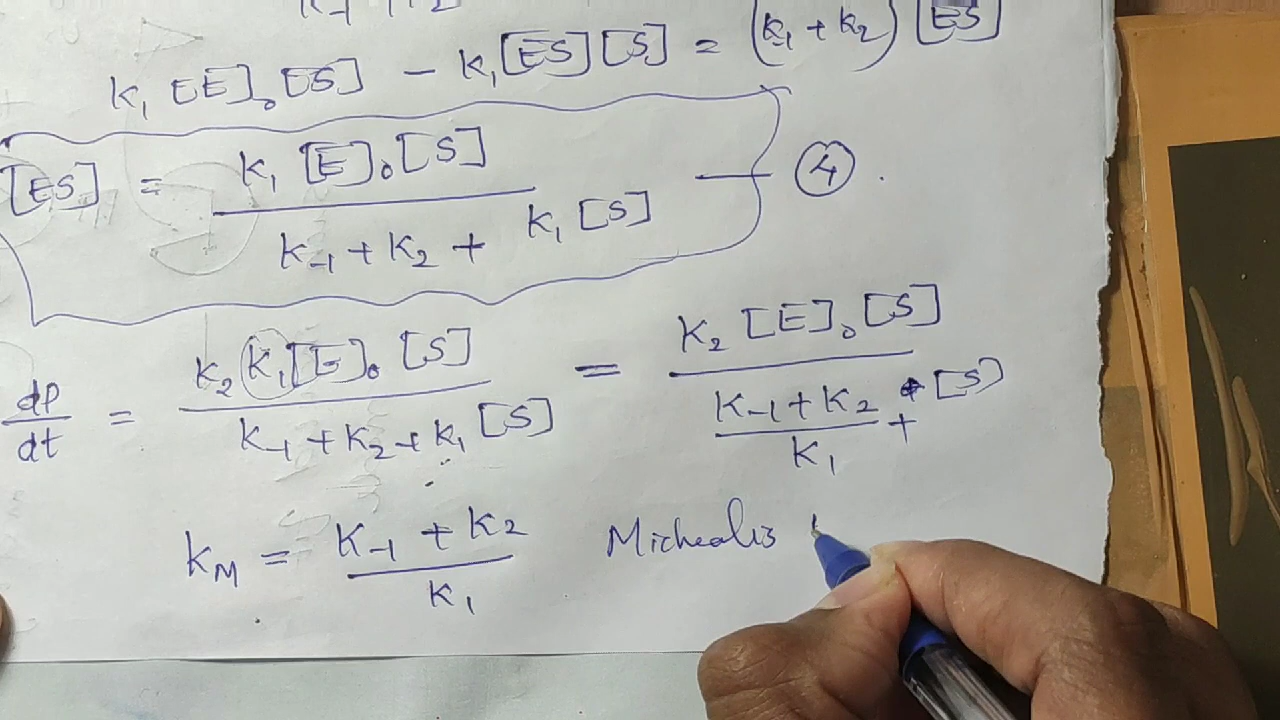 k₁ [E]₀ [S] − k₁ [ES] [S] = (k₋₁ + k₂) [ES]
[ES] = k₁ [E]₀ [S] / k₋₁ + k₂ + k₁ [S] — ④ .
dP/dt = k₂ k₁ [E]₀ [S] / k₋₁ + k₂ + k₁ [S] = k₂ [E]₀ [S] / (k₋₁ + k₂ / k₁) + [S]
k_M = k₋₁ + k₂ / k₁ Michealis